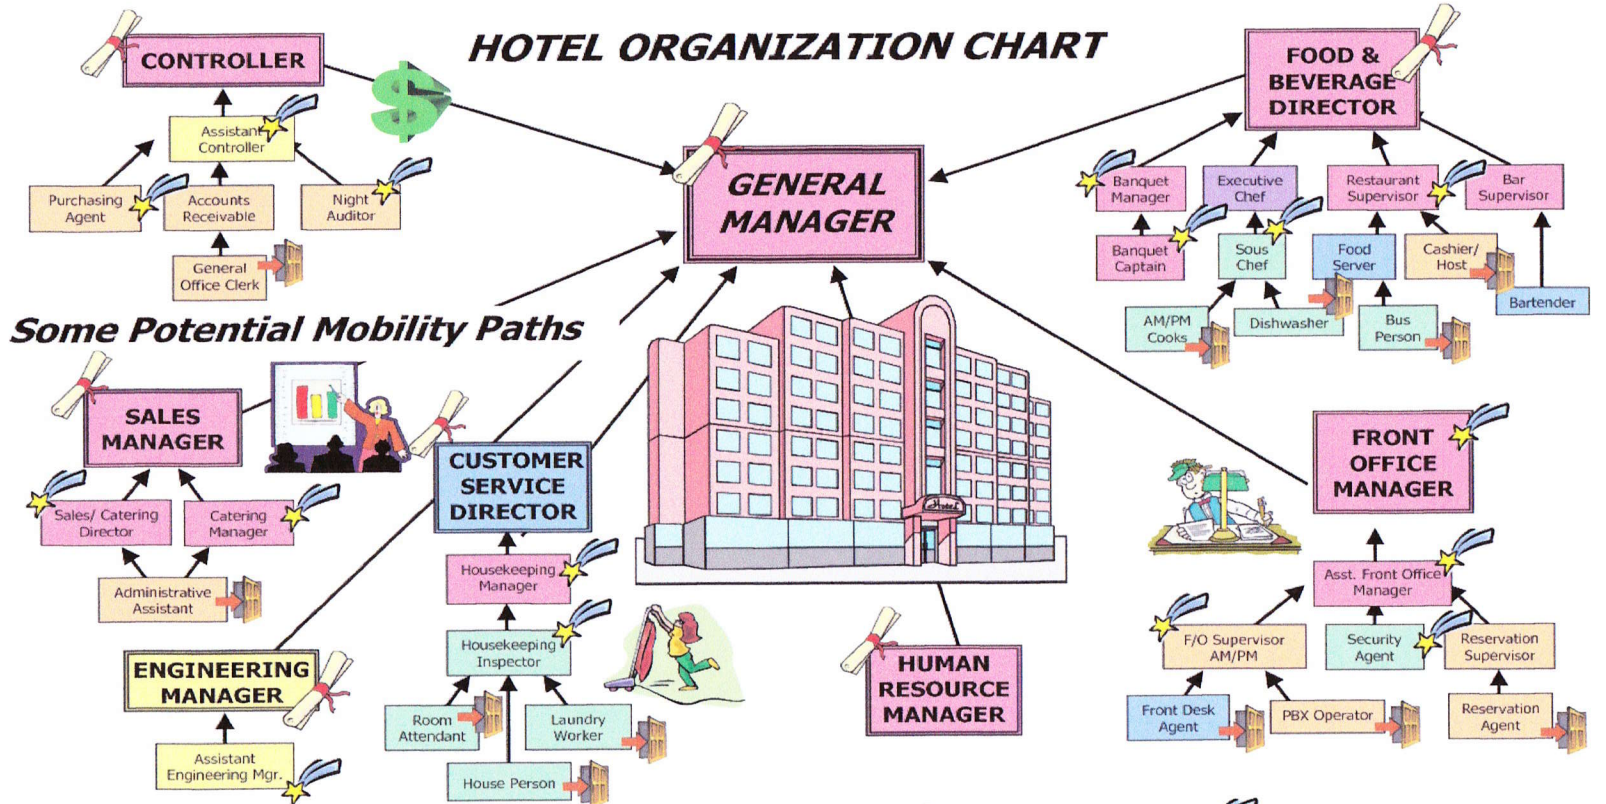 HOTEL ORGANIZATION CHART
CONTROLLER
Assistant
Controller
Purchasing
Agent
Accounts
Receivable
Night
Auditor
General
Office Clerk
GENERAL
MANAGER
FOOD &
BEVERAGE
DIRECTOR
Banquet
Manager
Executive
Chef
Restaurant
Supervisor
Bar
Supervisor
Banquet
Captain
Sous
Chef
Food
Server
Cashier/
Host
Bartender
AM/PM
Cooks
Dishwasher
Bus
Person
Some Potential Mobility Paths
SALES
MANAGER
Sales/ Catering
Director
Catering
Manager
Administrative
Assistant
CUSTOMER
SERVICE
DIRECTOR
Housekeeping
Manager
Housekeeping
Inspector
Room
Attendant
Laundry
Worker
House Person
ENGINEERING
MANAGER
Assistant
Engineering Mgr.
Hotel
HUMAN
RESOURCE
MANAGER
FRONT
OFFICE
MANAGER
Asst. Front Office
Manager
F/O Supervisor
AM/PM
Security
Agent
Reservation
Supervisor
Front Desk
Agent
PBX Operator
Reservation
Agent